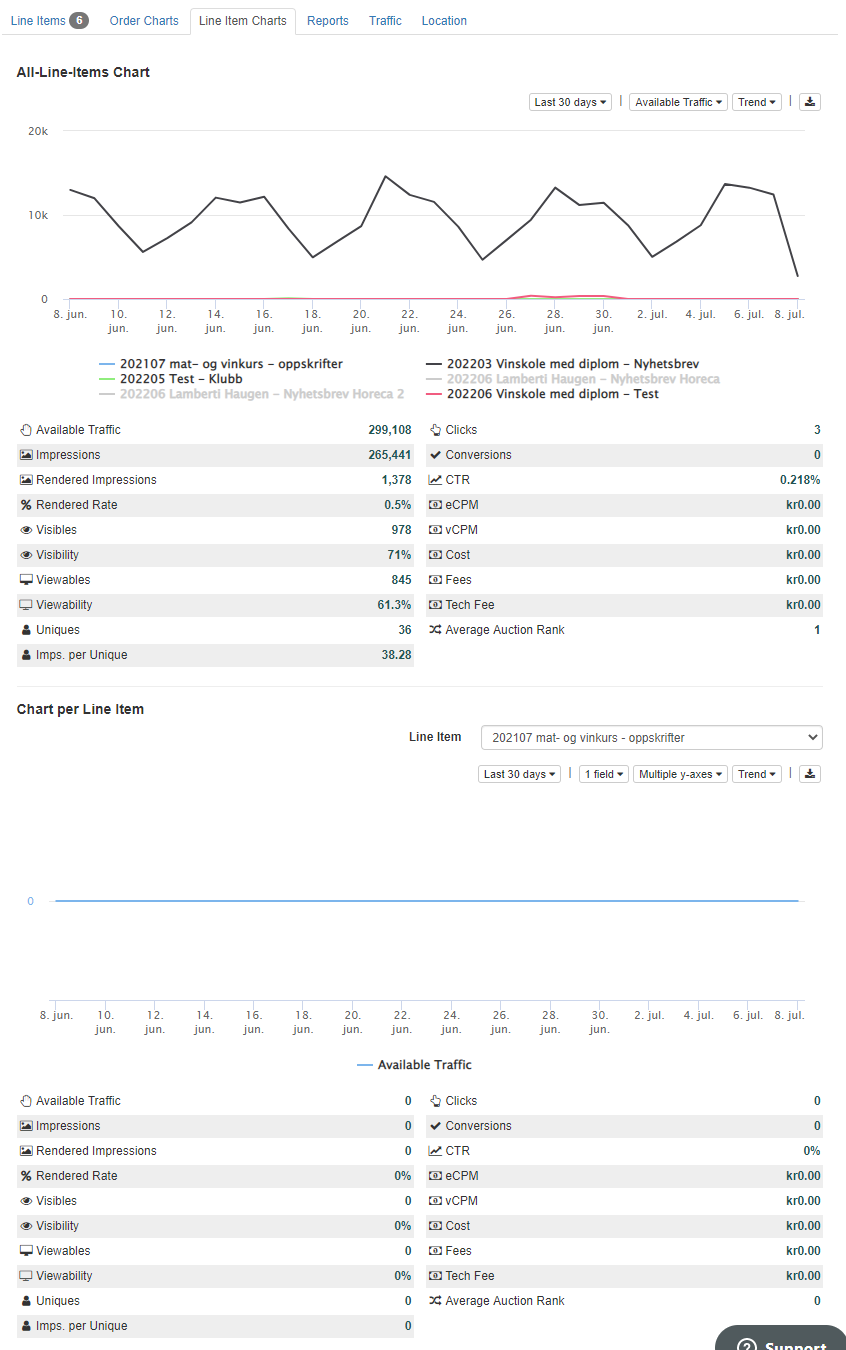 Line Items 6 Order Charts Line Item Charts Reports Traffic Location
All-Line-Items Chart
Last 30 days | Available Traffic Trend |
20k
10k
0
8. jun. 10. jun. 12. jun. 14. jun. 16. jun. 18. jun. 20. jun. 22. jun. 24. jun. 26. jun. 28. jun. 30. jun. 2. jul. 4. jul. 6. jul. 8. jul.
202107 mat- og vinkurs - oppskrifter 202203 Vinskole med diplom - Nyhetsbrev
202205 Test - Klubb 202206 Lamberti Haugen - Nyhetsbrev Horeca
202206 Lamberti Haugen - Nyhetsbrev Horeca 2 202206 Vinskole med diplom - Test
Available Traffic 299,108 Clicks 3
Impressions 265,441 Conversions 0
Rendered Impressions 1,378 CTR 0.218%
% Rendered Rate 0.5% eCPM kr0.00
Visibles 978 vCPM kr0.00
Visibility 71% Cost kr0.00
Viewables 845 Fees kr0.00
Viewability 61.3% Tech Fee kr0.00
Uniques 36 Average Auction Rank 1
Imps. per Unique 38.28
Chart per Line Item
Line Item 202107 mat- og vinkurs - oppskrifter
Last 30 days | 1 field Multiple y-axes Trend |
0
8. jun. 10. jun. 12. jun. 14. jun. 16. jun. 18. jun. 20. jun. 22. jun. 24. jun. 26. jun. 28. jun. 30. jun. 2. jul. 4. jul. 6. jul. 8. jul.
Available Traffic
Available Traffic 0 Clicks 0
Impressions 0 Conversions 0
Rendered Impressions 0 CTR 0%
% Rendered Rate 0% eCPM kr0.00
Visibles 0 vCPM kr0.00
Visibility 0% Cost kr0.00
Viewables 0 Fees kr0.00
Viewability 0% Tech Fee kr0.00
Uniques 0 Average Auction Rank 0
Imps. per Unique 0
? Support